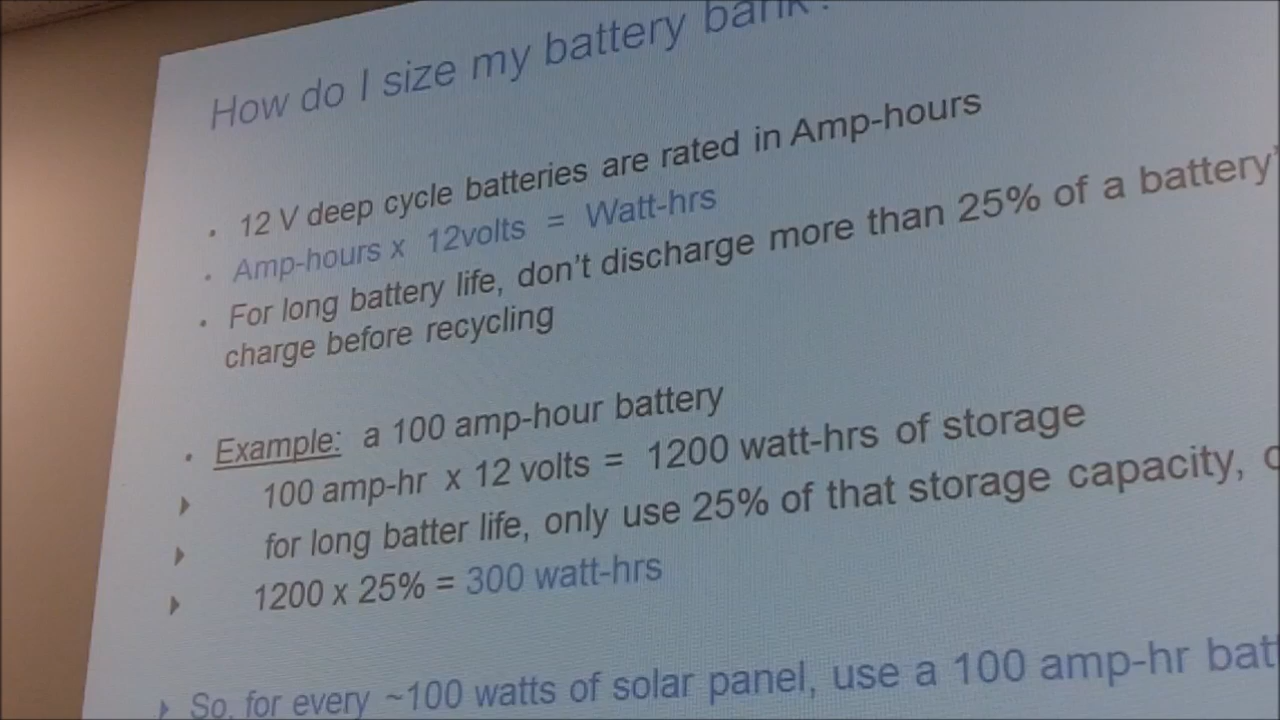 How do I size my battery bank?
. 12 V deep cycle batteries are rated in Amp-hours
. Amp-hours x 12volts = Watt-hrs
. For long battery life, don't discharge more than 25% of a battery'
charge before recycling
. Example: a 100 amp-hour battery
100 amp-hr x 12 volts = 1200 watt-hrs of storage
for long batter life, only use 25% of that storage capacity,
1200 x 25% = 300 watt-hrs
So, for every ~100 watts of solar panel, use a 100 amp-hr bat